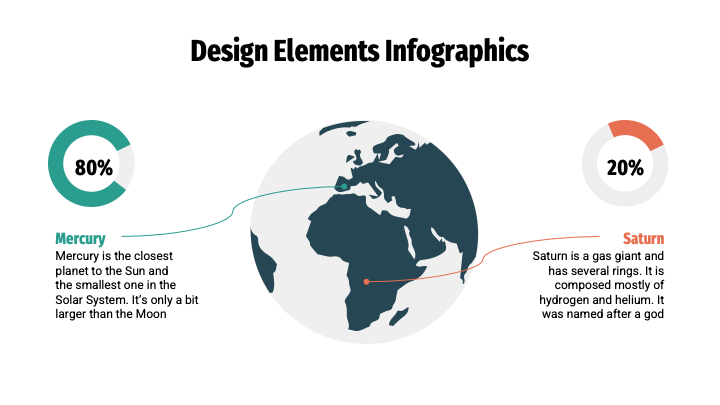 Design Elements Infographics
80%
Mercury
Mercury is the closest
planet to the Sun and
the smallest one in the
Solar System. It’s only a bit
larger than the Moon
20%
Saturn
Saturn is a gas giant and
has several rings. It is
composed mostly of
hydrogen and helium. It
was named after a god